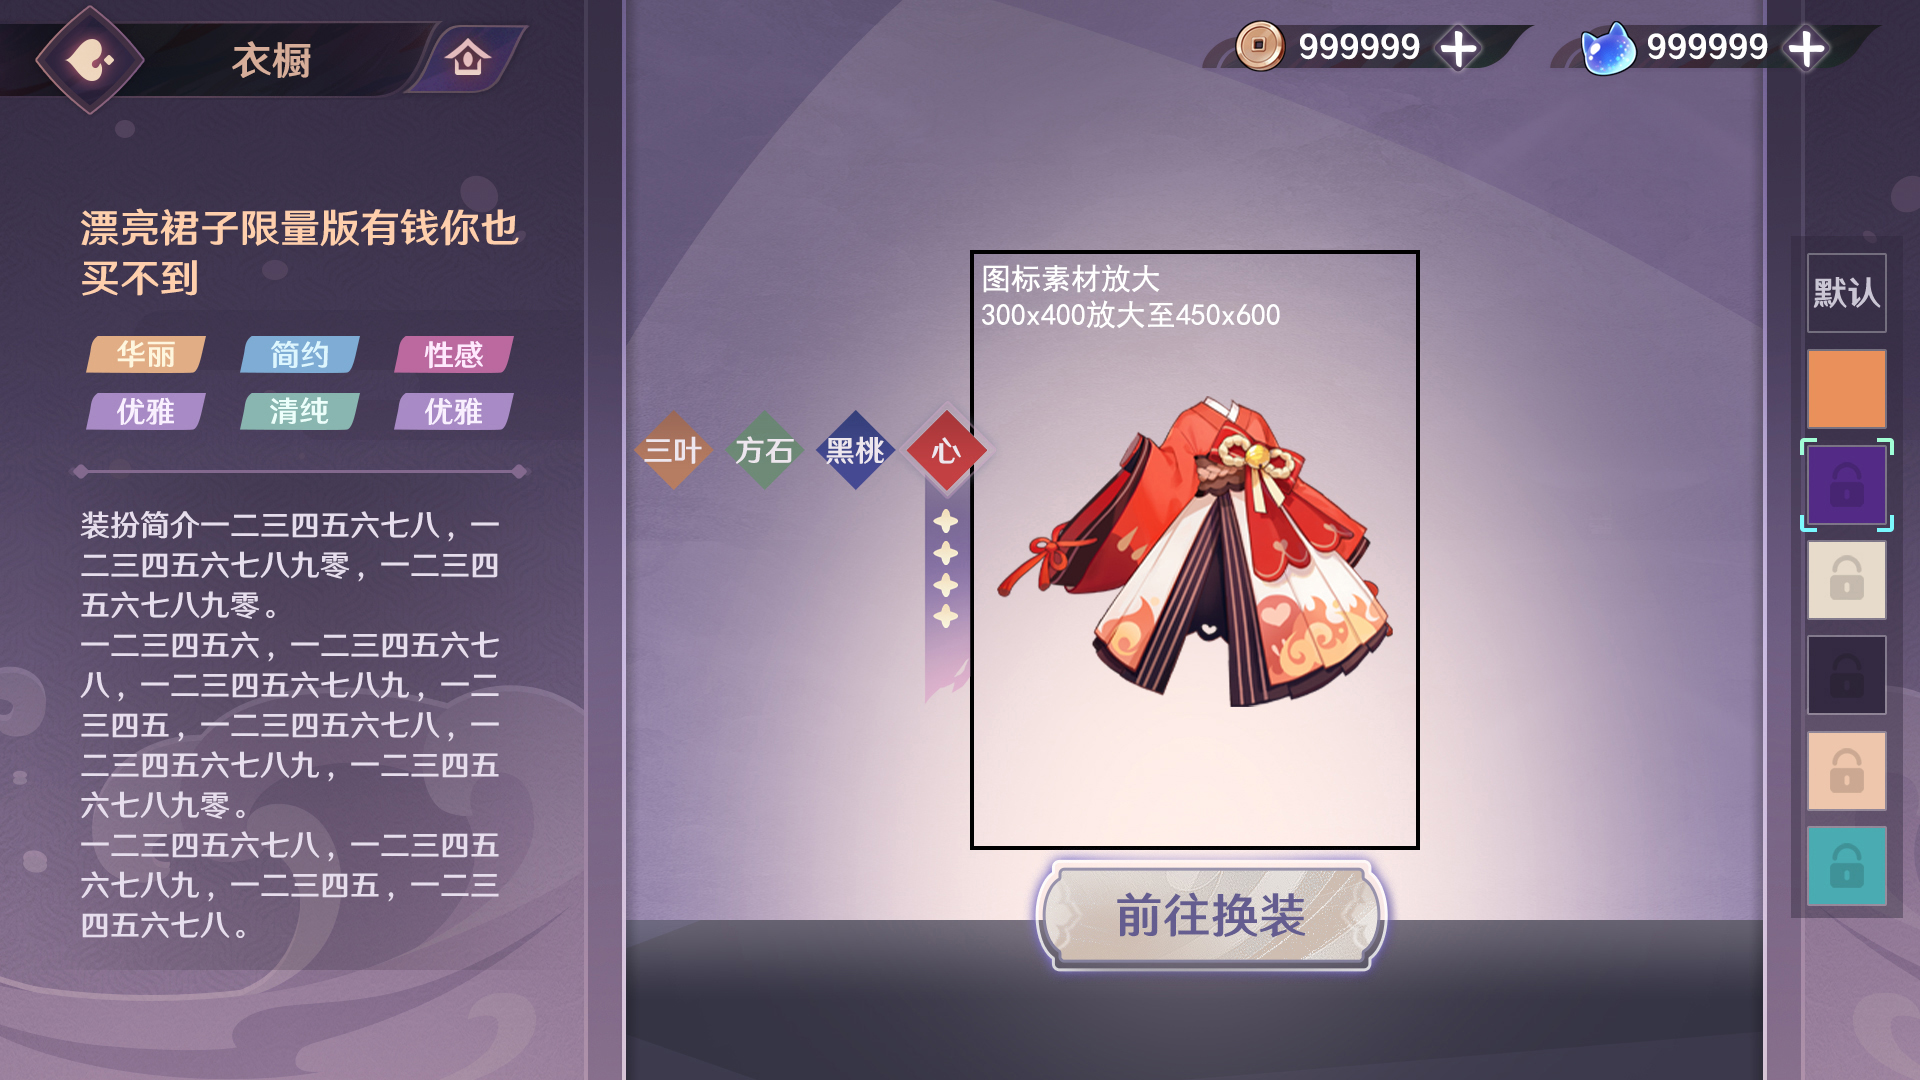 衣橱
999999
999999
漂亮裙子限量版有钱你也
买不到
华丽
简约
性感
优雅
清纯
优雅
装扮简介一二三四五六七八，一
二三四五六七八九零，一二三四
五六七八九零。
一二三四五六，一二三四五六七
八，一二三四五六七八九，一二
三四五，一二三四五六七八，一
二三四五六七八九，一二三四五
六七八九零。
一二三四五六七八，一二三四五
六七八九，一二三四五，一二三
四五六七八。
三叶
方石
黑桃
心
图标素材放大
300x400放大至450x600
前往换装
默认